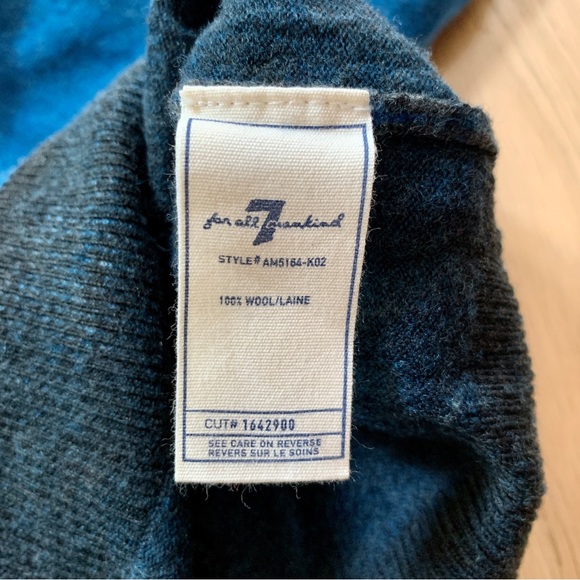 7
for all mankind
STYLE# AM5164-K02
100% WOOL/LAINE
CUT# 1642900
SEE CARE ON REVERSE
REVERS SUR LE SOINS